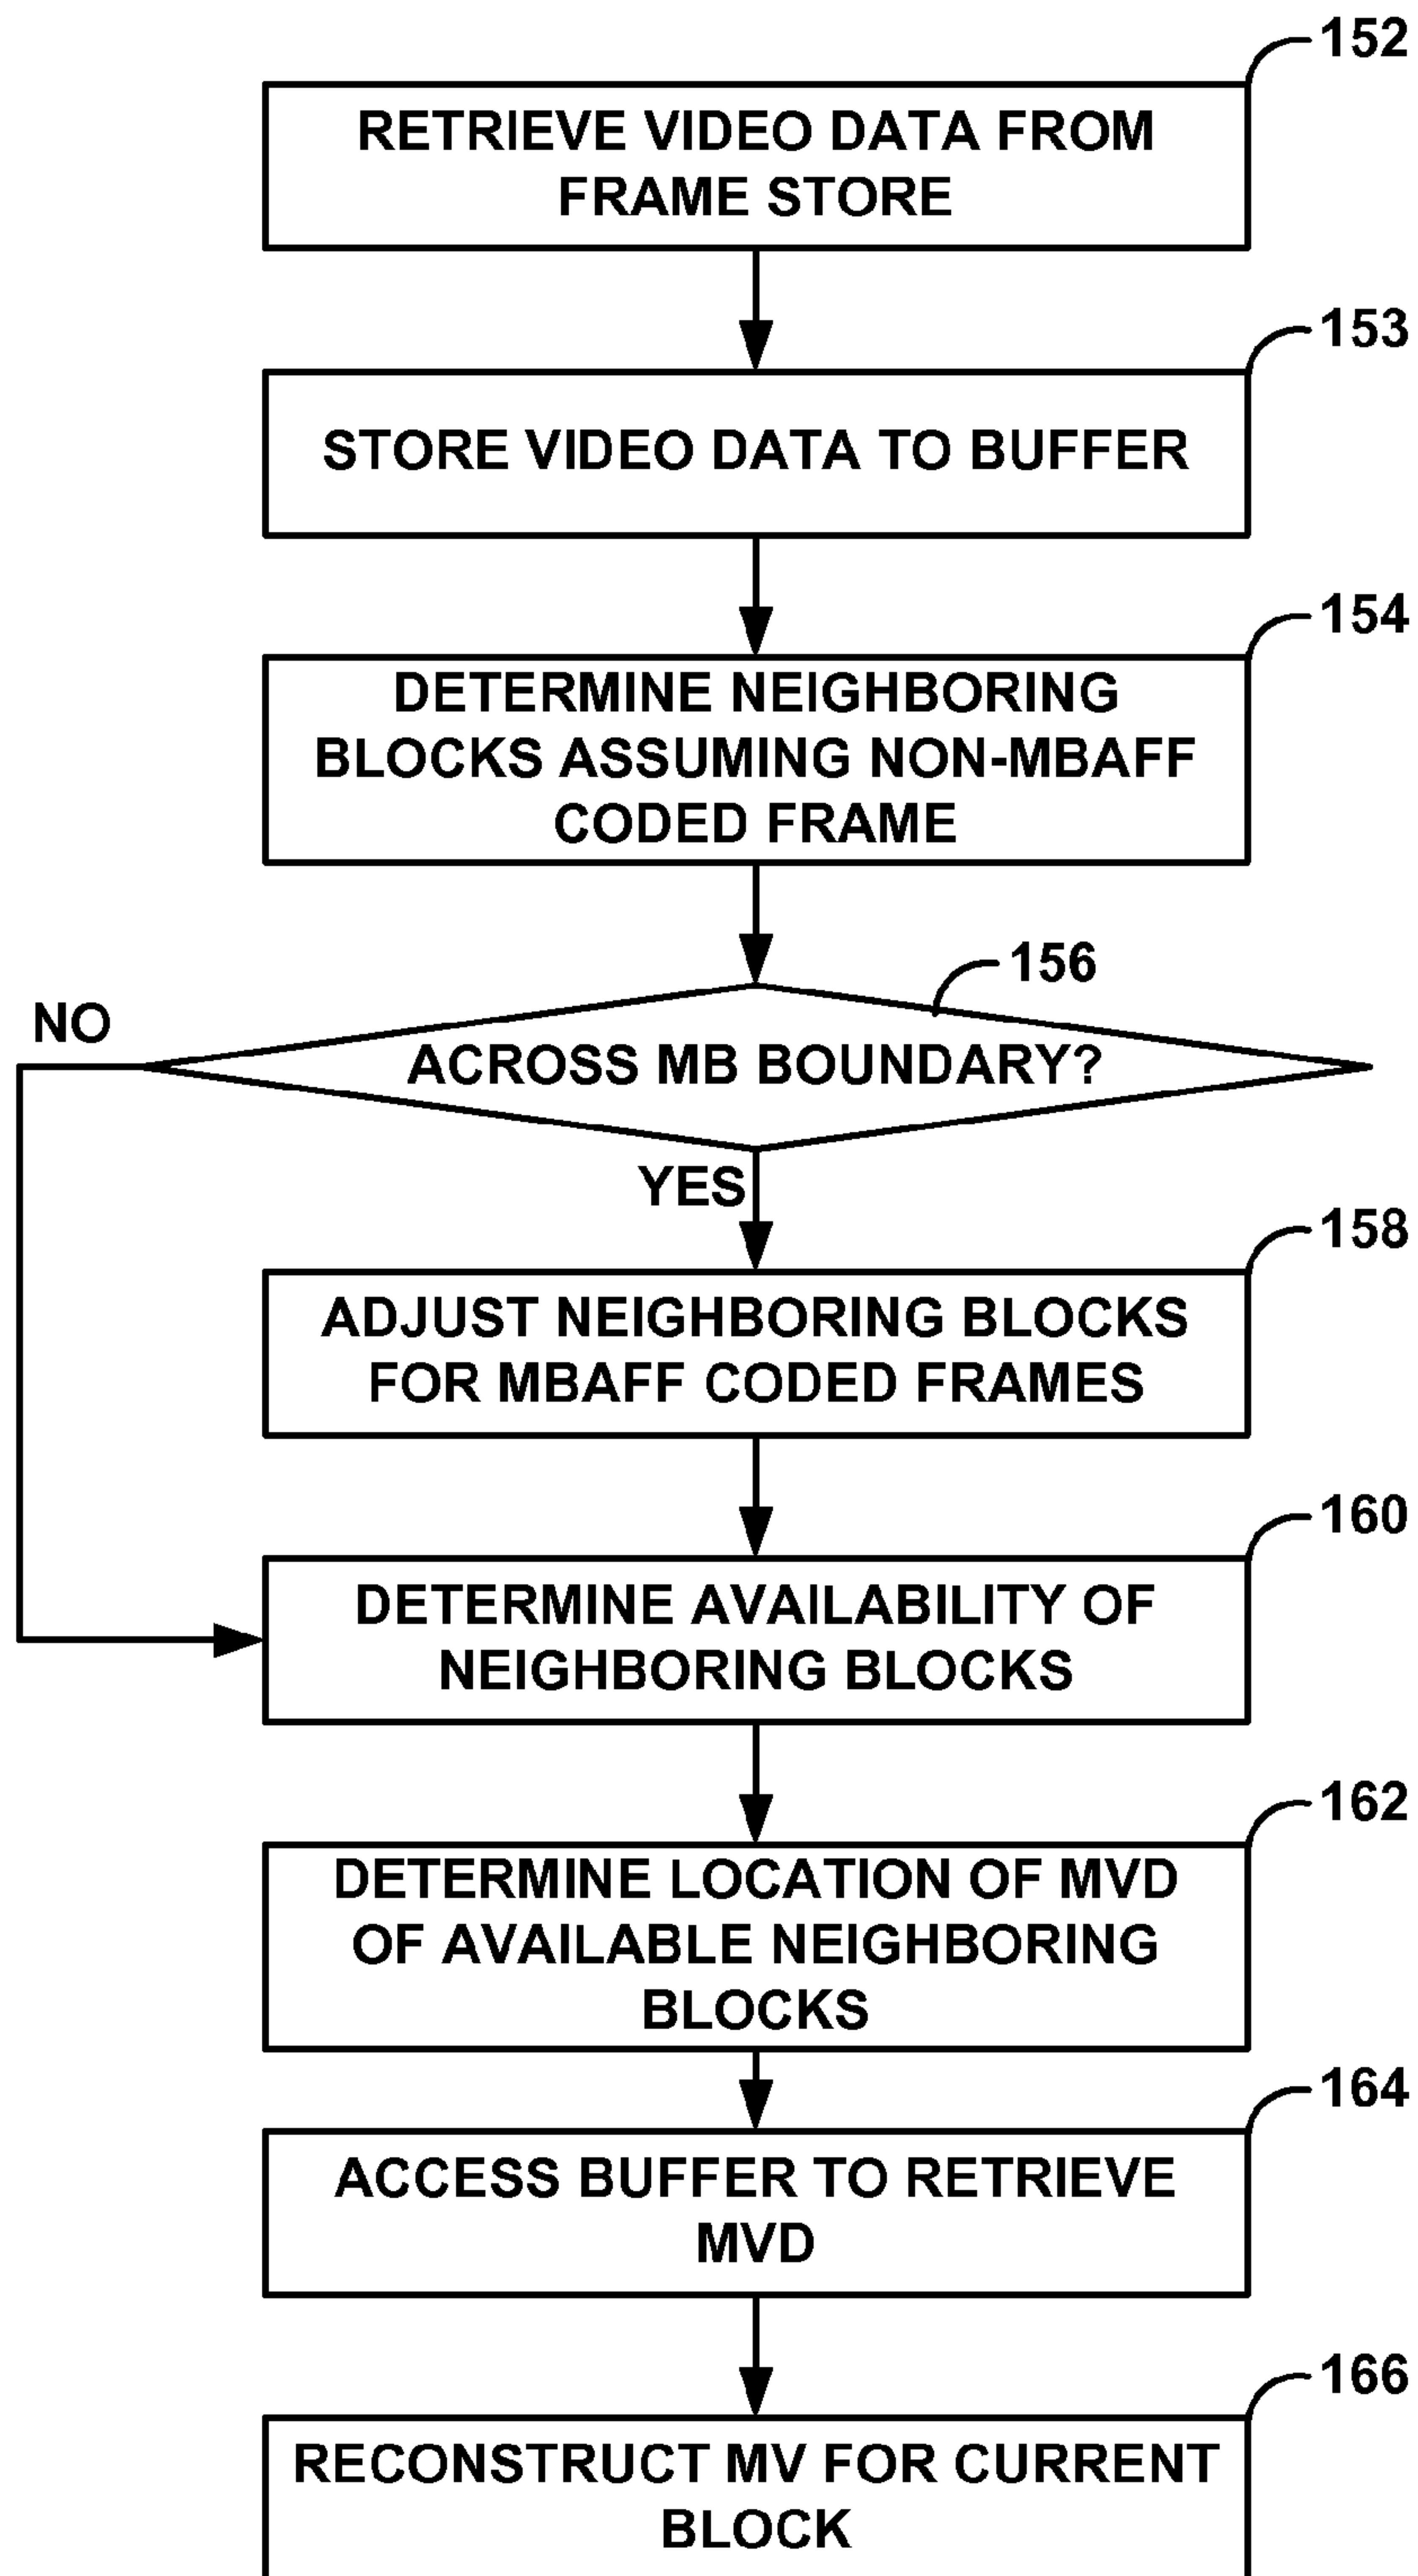 152
RETRIEVE VIDEO DATA FROM
FRAME STORE
153
STORE VIDEO DATA TO BUFFER
154
DETERMINE NEIGHBORING
BLOCKS ASSUMING NON-MBAFF
CODED FRAME
156
NO
ACROSS MB BOUNDARY?
YES
158
ADJUST NEIGHBORING BLOCKS
FOR MBAFF CODED FRAMES
160
DETERMINE AVAILABILITY OF
NEIGHBORING BLOCKS
162
DETERMINE LOCATION OF MVD
OF AVAILABLE NEIGHBORING
BLOCKS
164
ACCESS BUFFER TO RETRIEVE
MVD
166
RECONSTRUCT MV FOR CURRENT
BLOCK